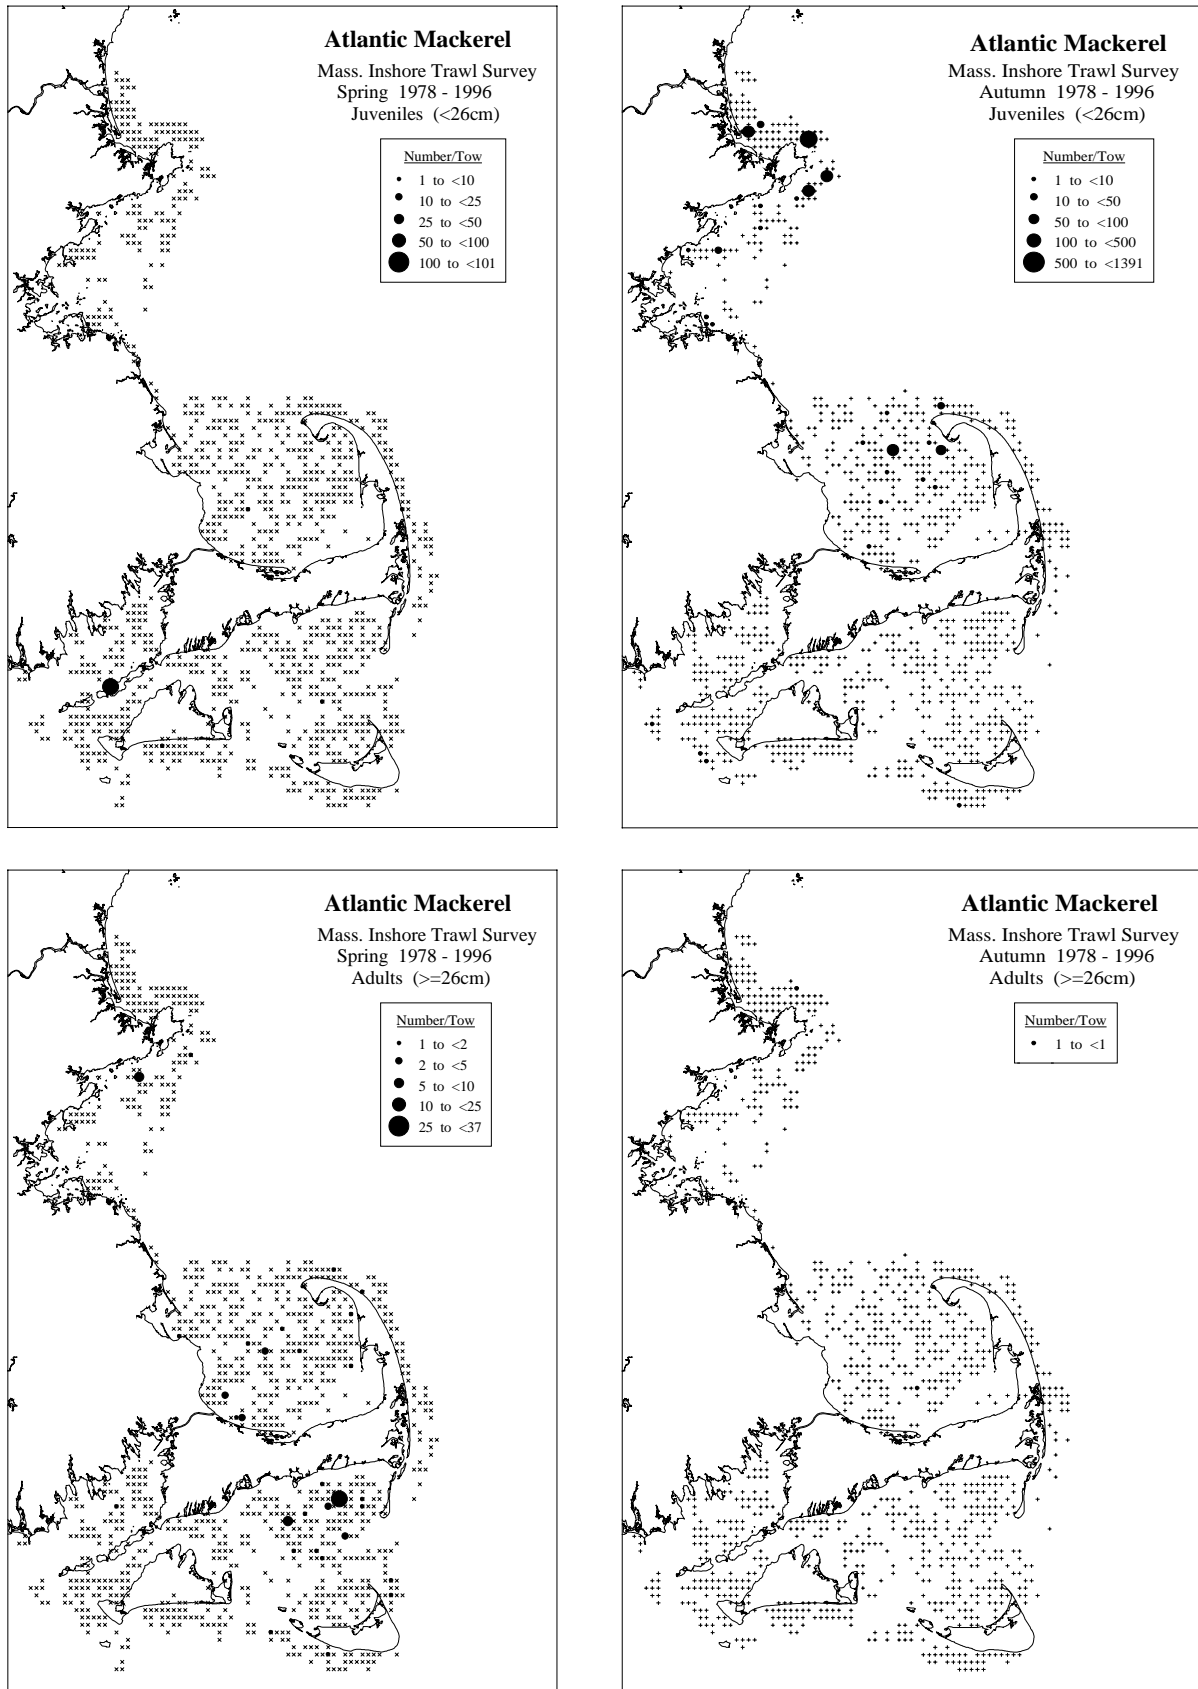 Atlantic Mackerel
Mass. Inshore Trawl Survey
Spring 1978 - 1996
Juveniles (<26cm)
Number/Tow
1 to <10
10 to <25
25 to <50
50 to <100
100 to <101
Atlantic Mackerel
Mass. Inshore Trawl Survey
Autumn 1978 - 1996
Juveniles (<26cm)
Number/Tow
1 to <10
10 to <50
50 to <100
100 to <500
500 to <1391
Atlantic Mackerel
Mass. Inshore Trawl Survey
Spring 1978 - 1996
Adults (>=26cm)
Number/Tow
1 to <2
2 to <5
5 to <10
10 to <25
25 to <37
Atlantic Mackerel
Mass. Inshore Trawl Survey
Autumn 1978 - 1996
Adults (>=26cm)
Number/Tow
1 to <1